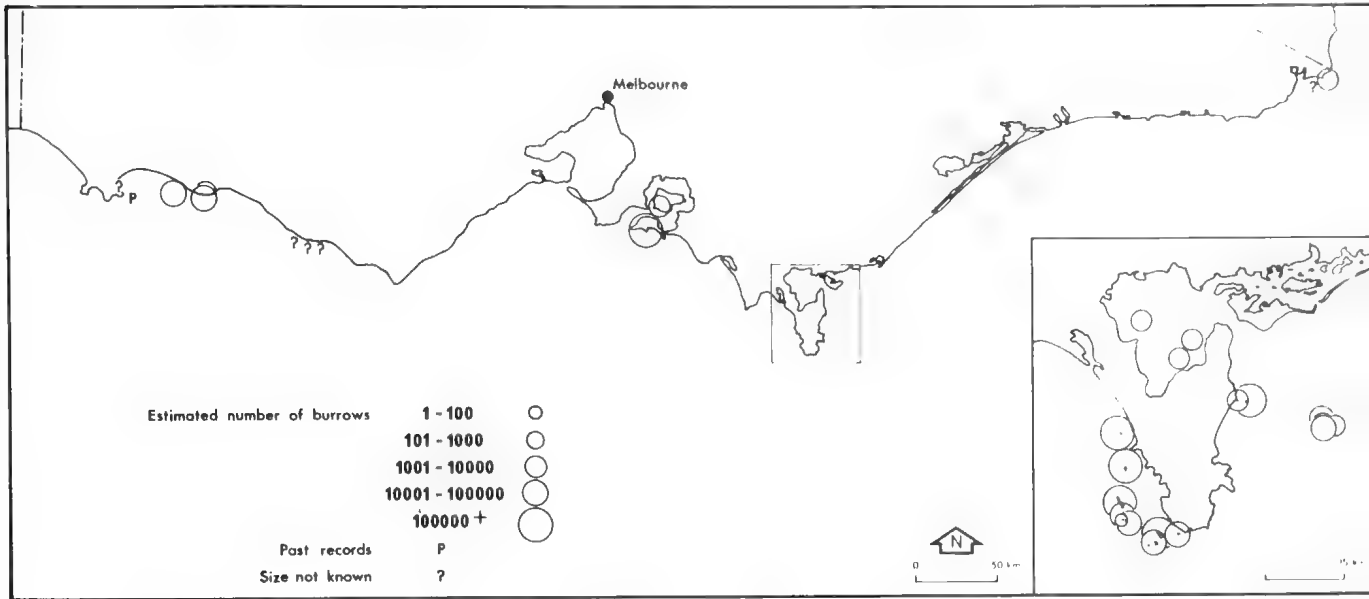 Melbourne
?
?
P
? ? ?
Estimated number of burrows 1 - 100
101 - 1000
1001 - 10000
10001 - 100000
100000 +
Past records P
Size not known ?
N
0 50 km